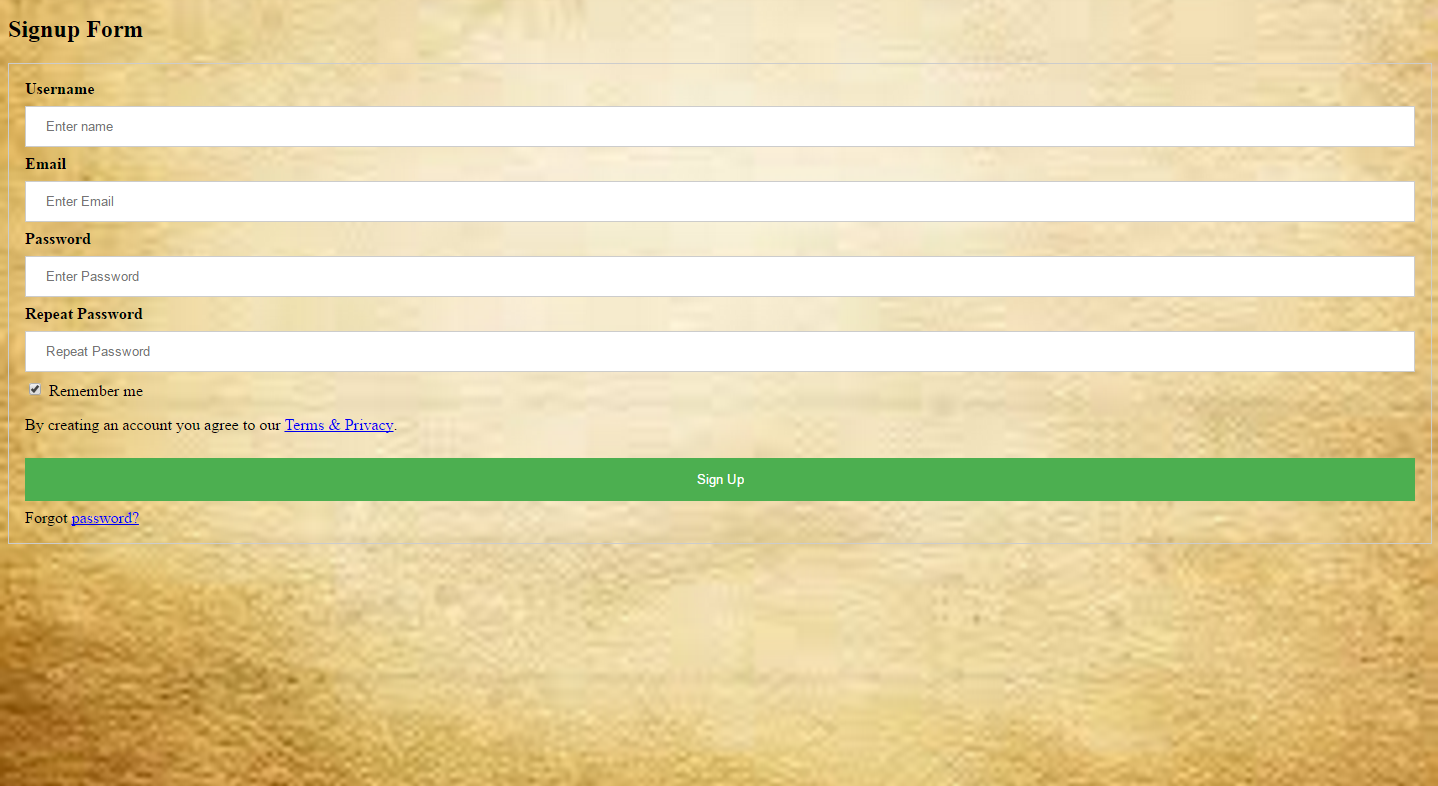 Signup Form
Username
Enter name
Email
Enter Email
Password
Enter Password
Repeat Password
Repeat Password
Remember me
By creating an account you agree to our Terms & Privacy.
Sign Up
Forgot password?